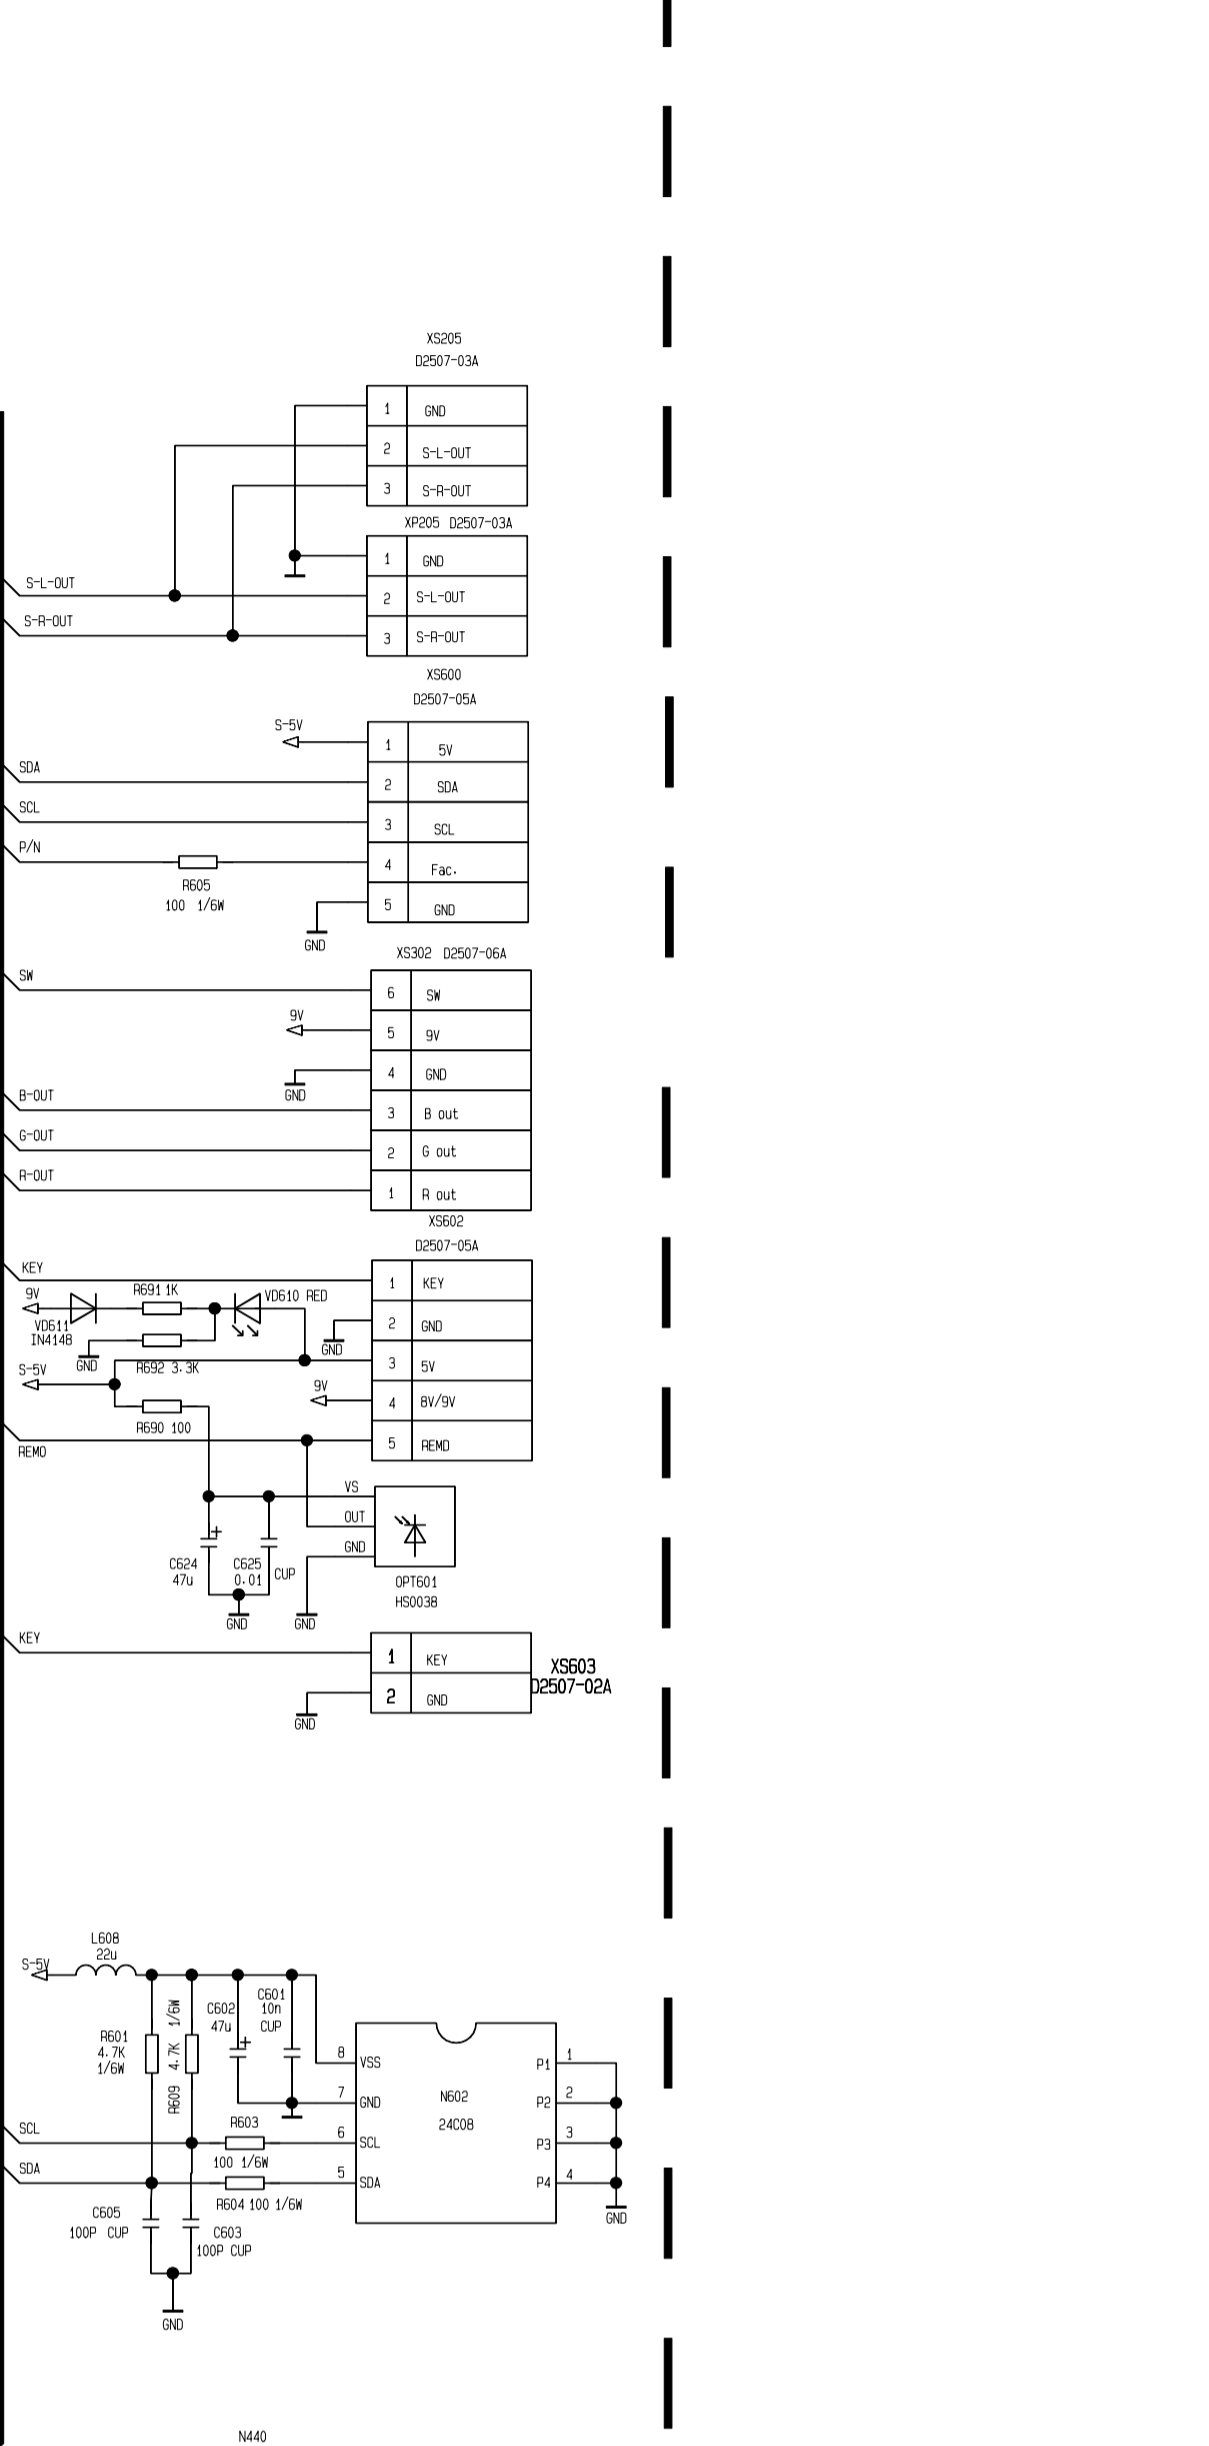 XS205
D2507-03A
1 GND
2 S-L-OUT
3 S-R-OUT
XP205 D2507-03A
1 GND
S-L-OUT
2 S-L-OUT
S-R-OUT
3 S-R-OUT
XS600
D2507-05A
S-5V
1 5V
SDA
2 SDA
SCL
3 SCL
P/N
4 Fac.
R605
100 1/6W
5 GND
GND
XS302 D2507-06A
SW
6 SW
9V
5 9V
4 GND
GND
B-OUT
3 B out
G-OUT
2 G out
R-OUT
1 R out
XS602
D2507-05A
KEY
1 KEY
9V
R691 1K
VD610 RED
VD611
IN4148
2 GND
GND
GND
R692 3.3K
3 5V
S-5V
9V
4 8V/9V
R690 100
REMO
5 REMO
VS
OUT
GND
C624
47u
C625
0.01
CUP
OPT601
HS0038
GND
GND
KEY
1 KEY
XS603
D2507-02A
2 GND
GND
L608
22u
S-5V
R601
4.7K
1/6W
R609 4.7K 1/6W
C602
47u
C601
10n
CUP
8 VSS
P1 1
7 GND
N602
P2 2
24C08
SCL
R603
6 SCL
P3 3
100 1/6W
SDA
5 SDA
P4 4
R604 100 1/6W
GND
C605
100P CUP
C603
100P CUP
GND
N440